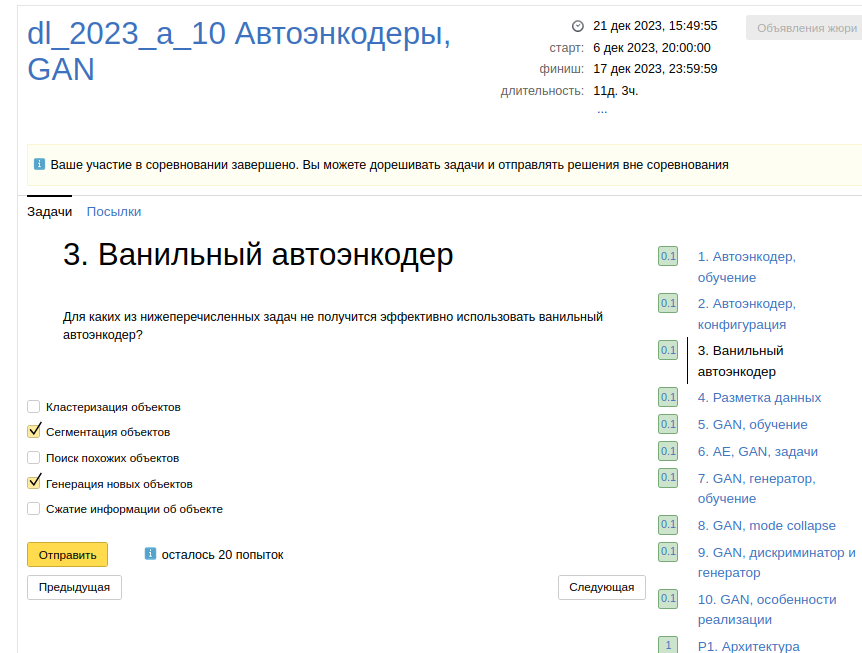 dl_2023_a_10 Автоэнкодеры,
GAN
21 дек 2023, 15:49:55
старт: 6 дек 2023, 20:00:00
финиш: 17 дек 2023, 23:59:59
длительность: 11д. 3ч.
...
Объявления жюри
Ваше участие в соревновании завершено. Вы можете дорешивать задачи и отправлять решения вне соревнования
Задачи Посылки
3. Ванильный автоэнкодер
Для каких из нижеперечисленных задач не получится эффективно использовать ванильный
автоэнкодер?
Кластеризация объектов
Сегментация объектов
Поиск похожих объектов
Генерация новых объектов
Сжатие информации об объекте
Отправить осталось 20 попыток
Предыдущая Следующая
0.1 1. Автоэнкодер,
обучение
0.1 2. Автоэнкодер,
конфигурация
0.1 3. Ванильный
автоэнкодер
0.1 4. Разметка данных
0.1 5. GAN, обучение
0.1 6. AE, GAN, задачи
0.1 7. GAN, генератор,
обучение
0.1 8. GAN, mode collapse
0.1 9. GAN, дискриминатор и
генератор
0.1 10. GAN, особенности
реализации
1 P1. Архитектура